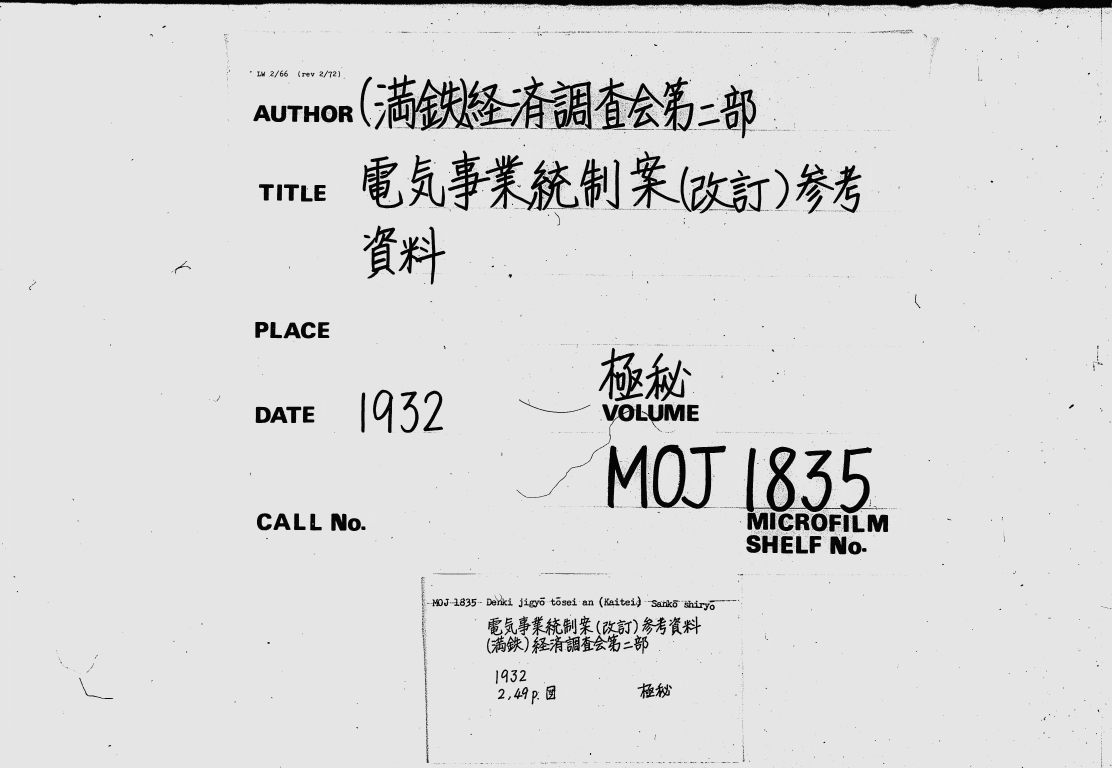 LW 2/66 (rev 2/72)
AUTHOR (満鉄)経済調査会第二部
TITLE 電気事業統制案(改訂)参考
資料
PLACE
極秘
DATE 1932 VOLUME
MOJ 1835
CALL No. MICROFILM
SHELF No.
MOJ 1835 Denki jigyō tōsei an (Kaitei) Sankō shiryō
電気事業統制案(改訂)参考資料
(満鉄)経済調査会第二部
1932
2,49p. 図 極秘